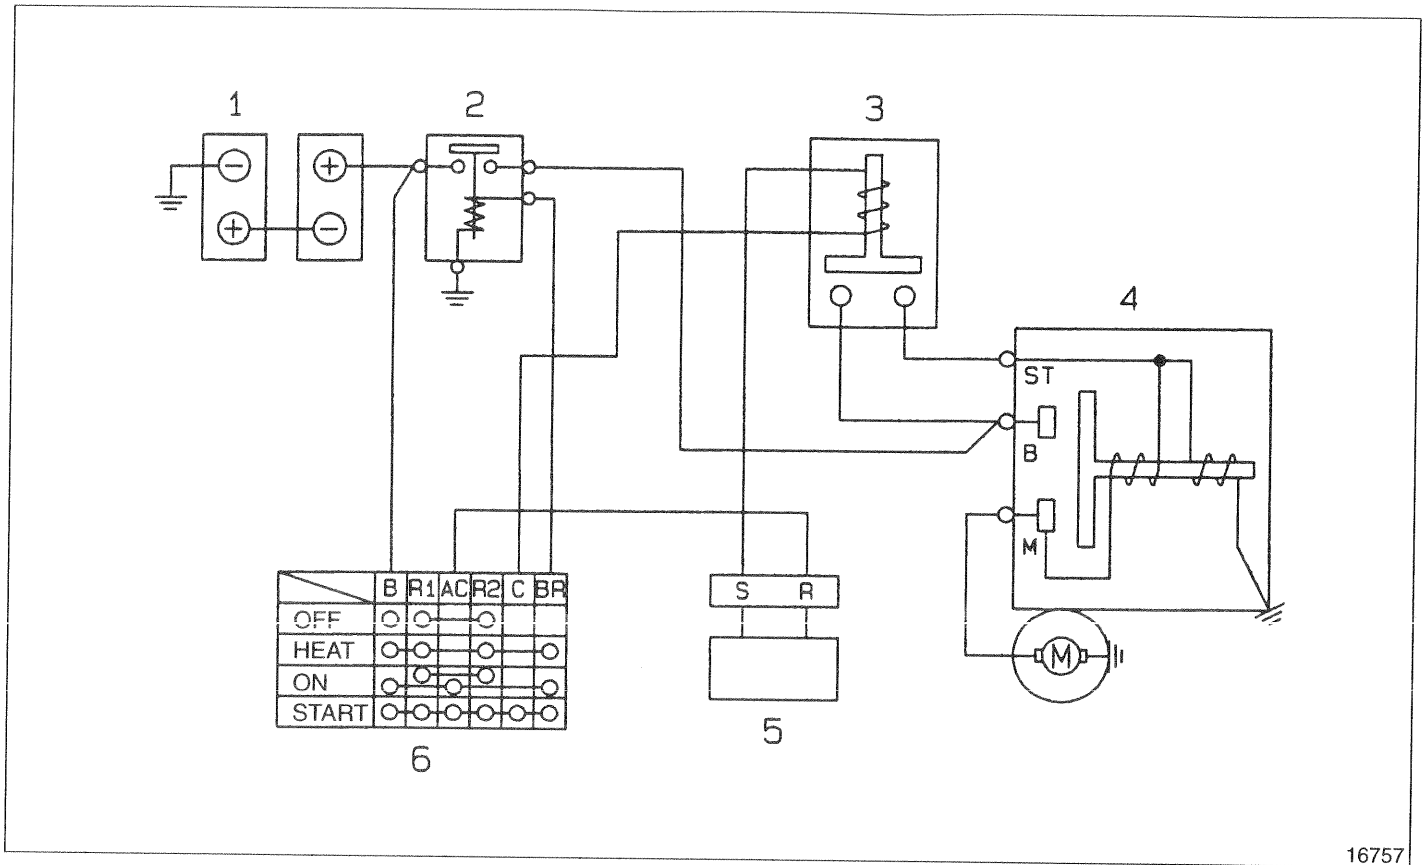 1
2
3
4
− +
+ −
ST
B
M
M
S R
5
B R1 AC R2 C BR
OFF
HEAT
ON
START
6
16757